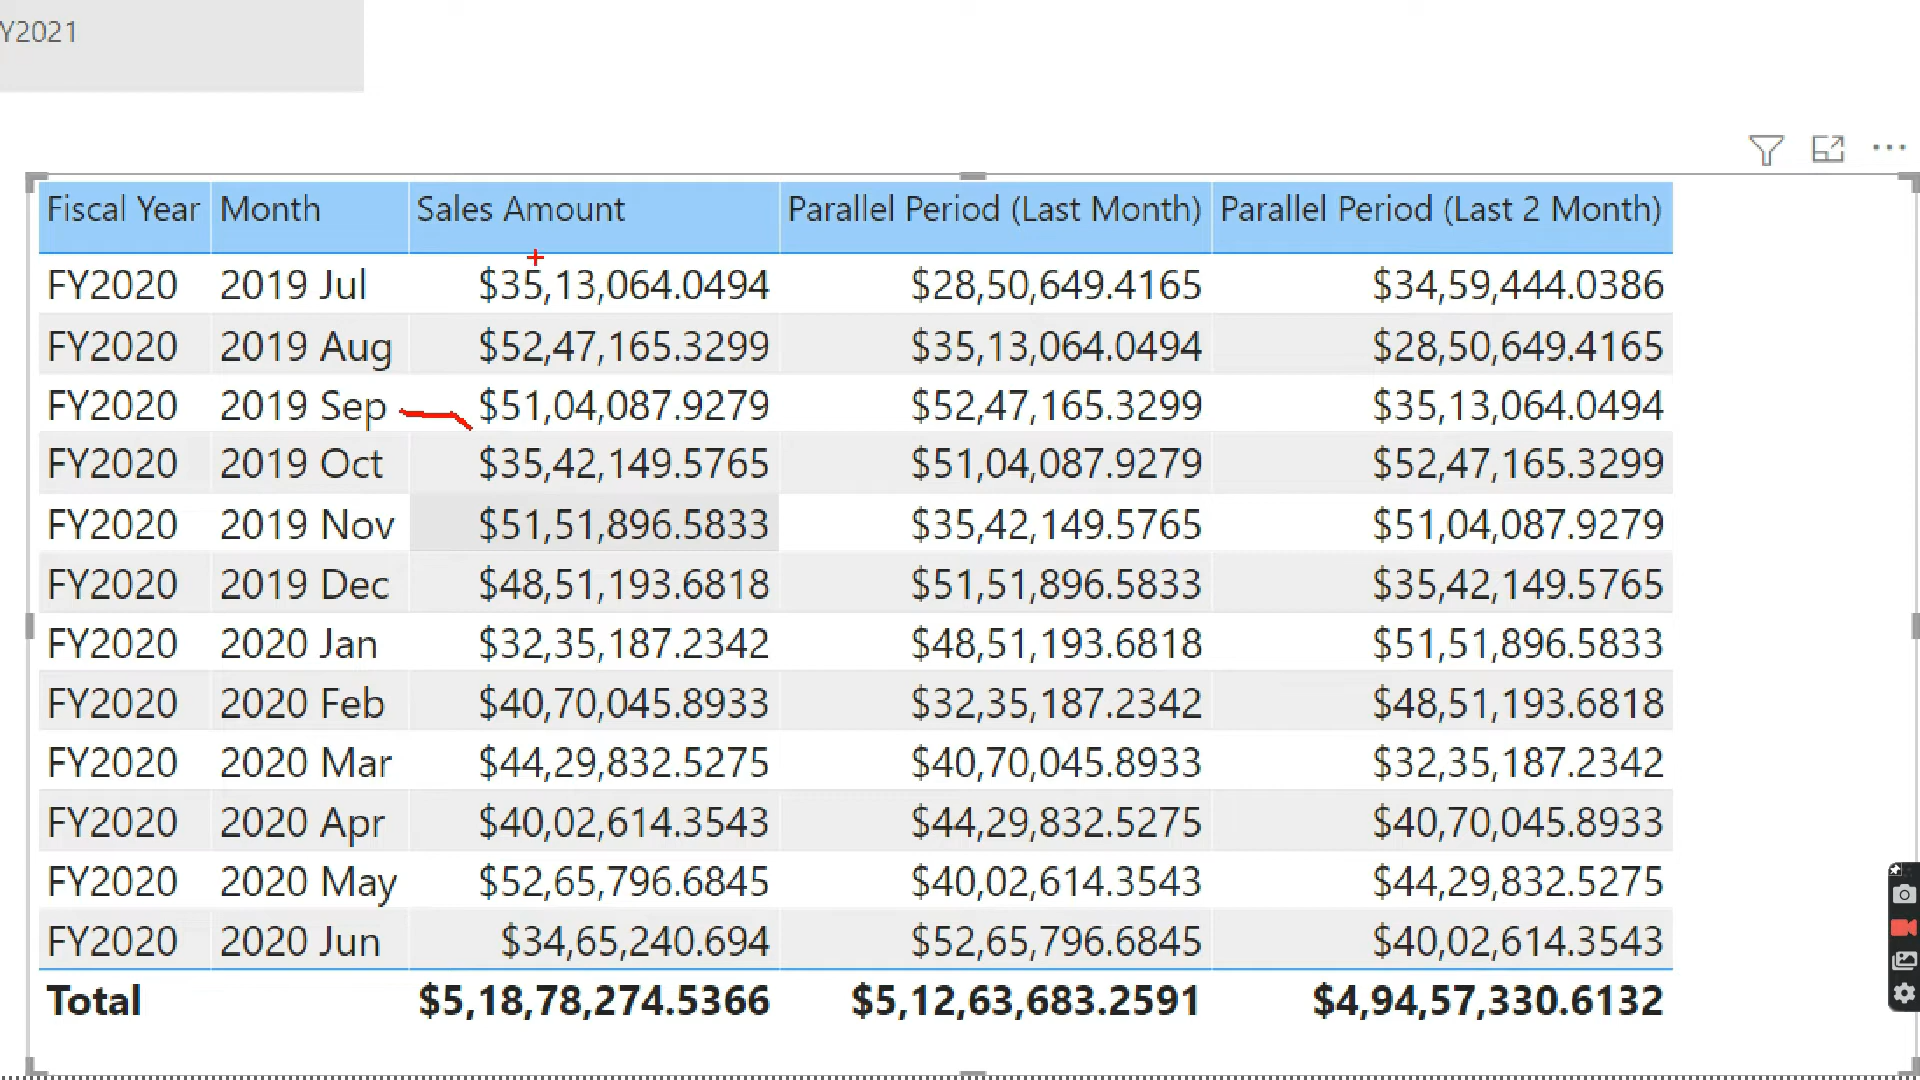 Y2021
Fiscal Year Month Sales Amount Parallel Period (Last Month) Parallel Period (Last 2 Month)
FY2020 2019 Jul $35,13,064.0494 $28,50,649.4165 $34,59,444.0386
FY2020 2019 Aug $52,47,165.3299 $35,13,064.0494 $28,50,649.4165
FY2020 2019 Sep $51,04,087.9279 $52,47,165.3299 $35,13,064.0494
FY2020 2019 Oct $35,42,149.5765 $51,04,087.9279 $52,47,165.3299
FY2020 2019 Nov $51,51,896.5833 $35,42,149.5765 $51,04,087.9279
FY2020 2019 Dec $48,51,193.6818 $51,51,896.5833 $35,42,149.5765
FY2020 2020 Jan $32,35,187.2342 $48,51,193.6818 $51,51,896.5833
FY2020 2020 Feb $40,70,045.8933 $32,35,187.2342 $48,51,193.6818
FY2020 2020 Mar $44,29,832.5275 $40,70,045.8933 $32,35,187.2342
FY2020 2020 Apr $40,02,614.3543 $44,29,832.5275 $40,70,045.8933
FY2020 2020 May $52,65,796.6845 $40,02,614.3543 $44,29,832.5275
FY2020 2020 Jun $34,65,240.694 $52,65,796.6845 $40,02,614.3543
Total $5,18,78,274.5366 $5,12,63,683.2591 $4,94,57,330.6132